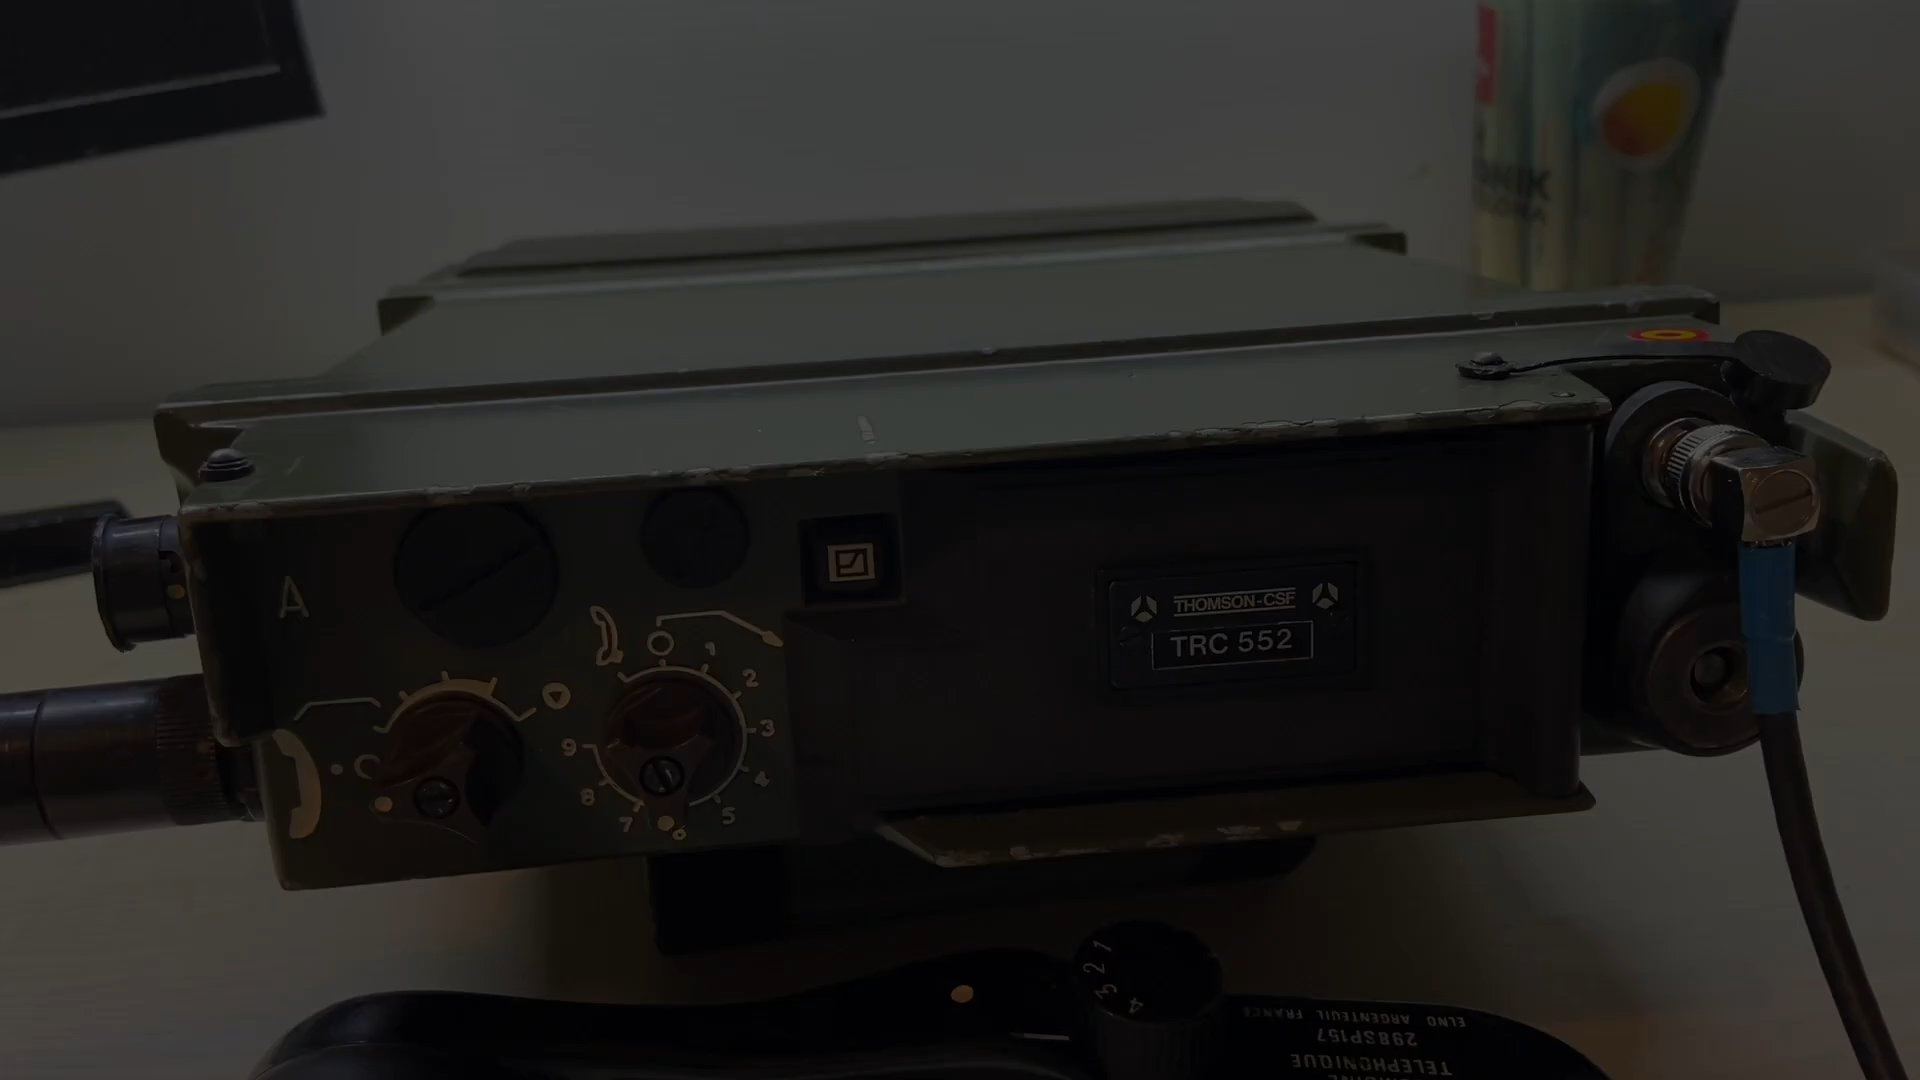 A
THOMSON-CSF
TRC 552
1
2
3
4
5
6
7
8
9
1
2
3
4
ELNO ARGENTEUIL FRANCE
298SP157
TELEPHONIQUE